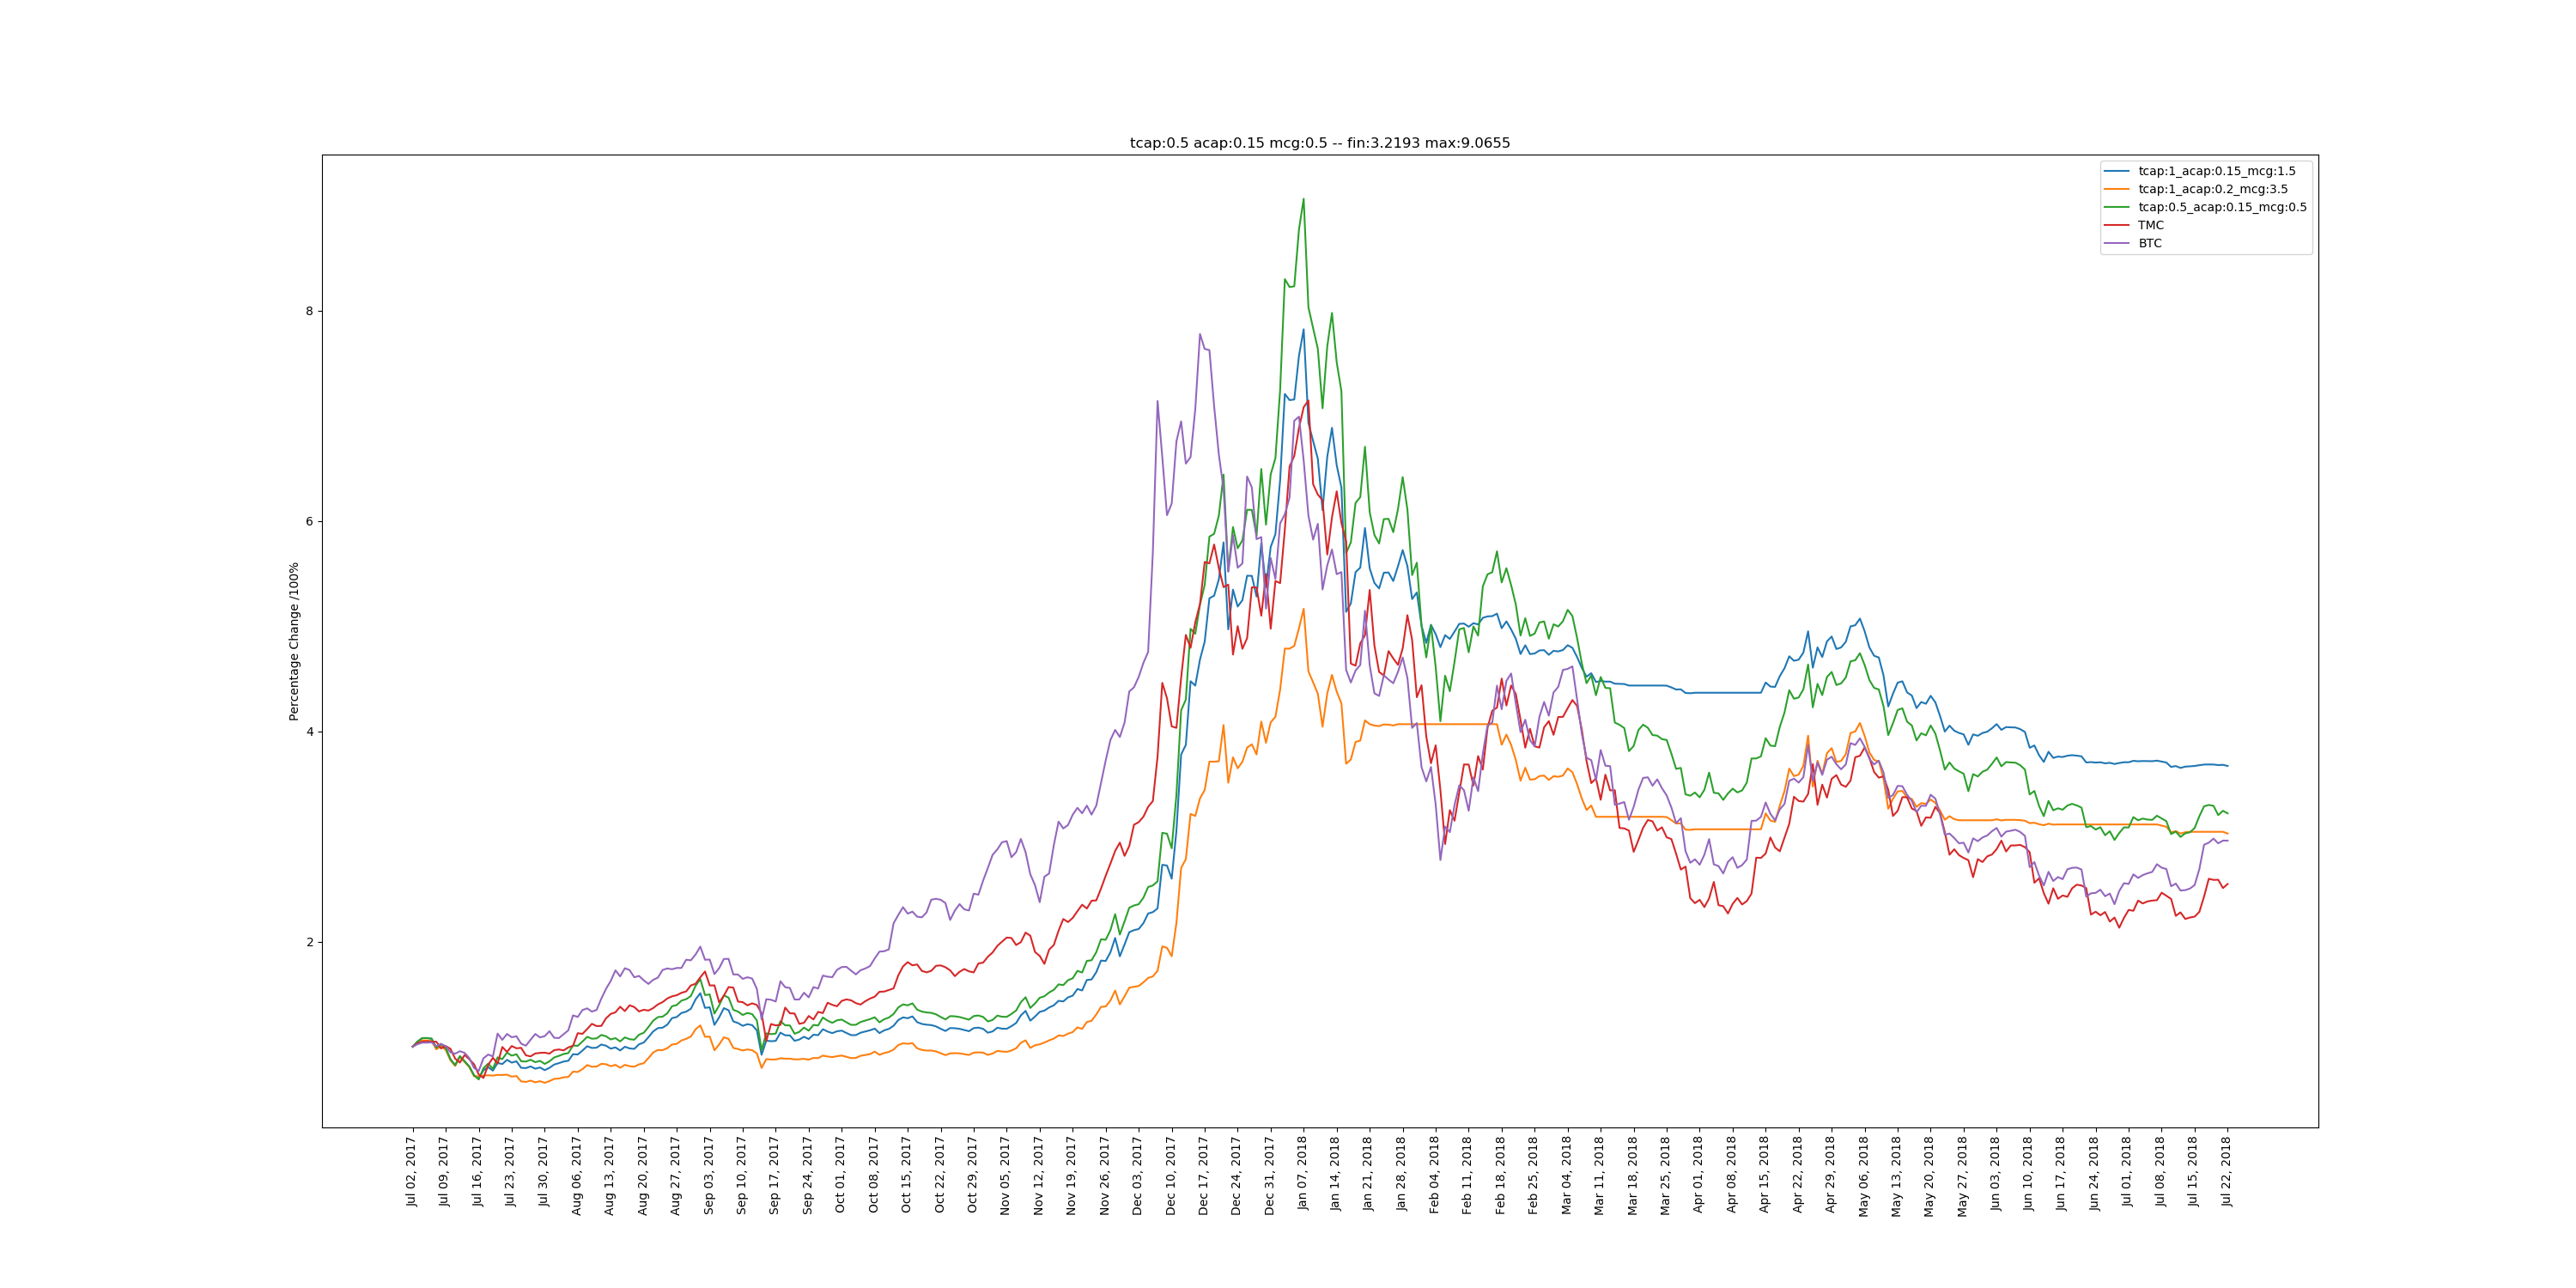 tcap:0.5 acap:0.15 mcg:0.5 -- fin:3.2193 max:9.0655
tcap:1_acap:0.15_mcg:1.5
tcap:1_acap:0.2_mcg:3.5
tcap:0.5_acap:0.15_mcg:0.5
TMC
BTC
Percentage Change /100%
8
6
4
2
Jul 02, 2017
Jul 09, 2017
Jul 16, 2017
Jul 23, 2017
Jul 30, 2017
Aug 06, 2017
Aug 13, 2017
Aug 20, 2017
Aug 27, 2017
Sep 03, 2017
Sep 10, 2017
Sep 17, 2017
Sep 24, 2017
Oct 01, 2017
Oct 08, 2017
Oct 15, 2017
Oct 22, 2017
Oct 29, 2017
Nov 05, 2017
Nov 12, 2017
Nov 19, 2017
Nov 26, 2017
Dec 03, 2017
Dec 10, 2017
Dec 17, 2017
Dec 24, 2017
Dec 31, 2017
Jan 07, 2018
Jan 14, 2018
Jan 21, 2018
Jan 28, 2018
Feb 04, 2018
Feb 11, 2018
Feb 18, 2018
Feb 25, 2018
Mar 04, 2018
Mar 11, 2018
Mar 18, 2018
Mar 25, 2018
Apr 01, 2018
Apr 08, 2018
Apr 15, 2018
Apr 22, 2018
Apr 29, 2018
May 06, 2018
May 13, 2018
May 20, 2018
May 27, 2018
Jun 03, 2018
Jun 10, 2018
Jun 17, 2018
Jun 24, 2018
Jul 01, 2018
Jul 08, 2018
Jul 15, 2018
Jul 22, 2018